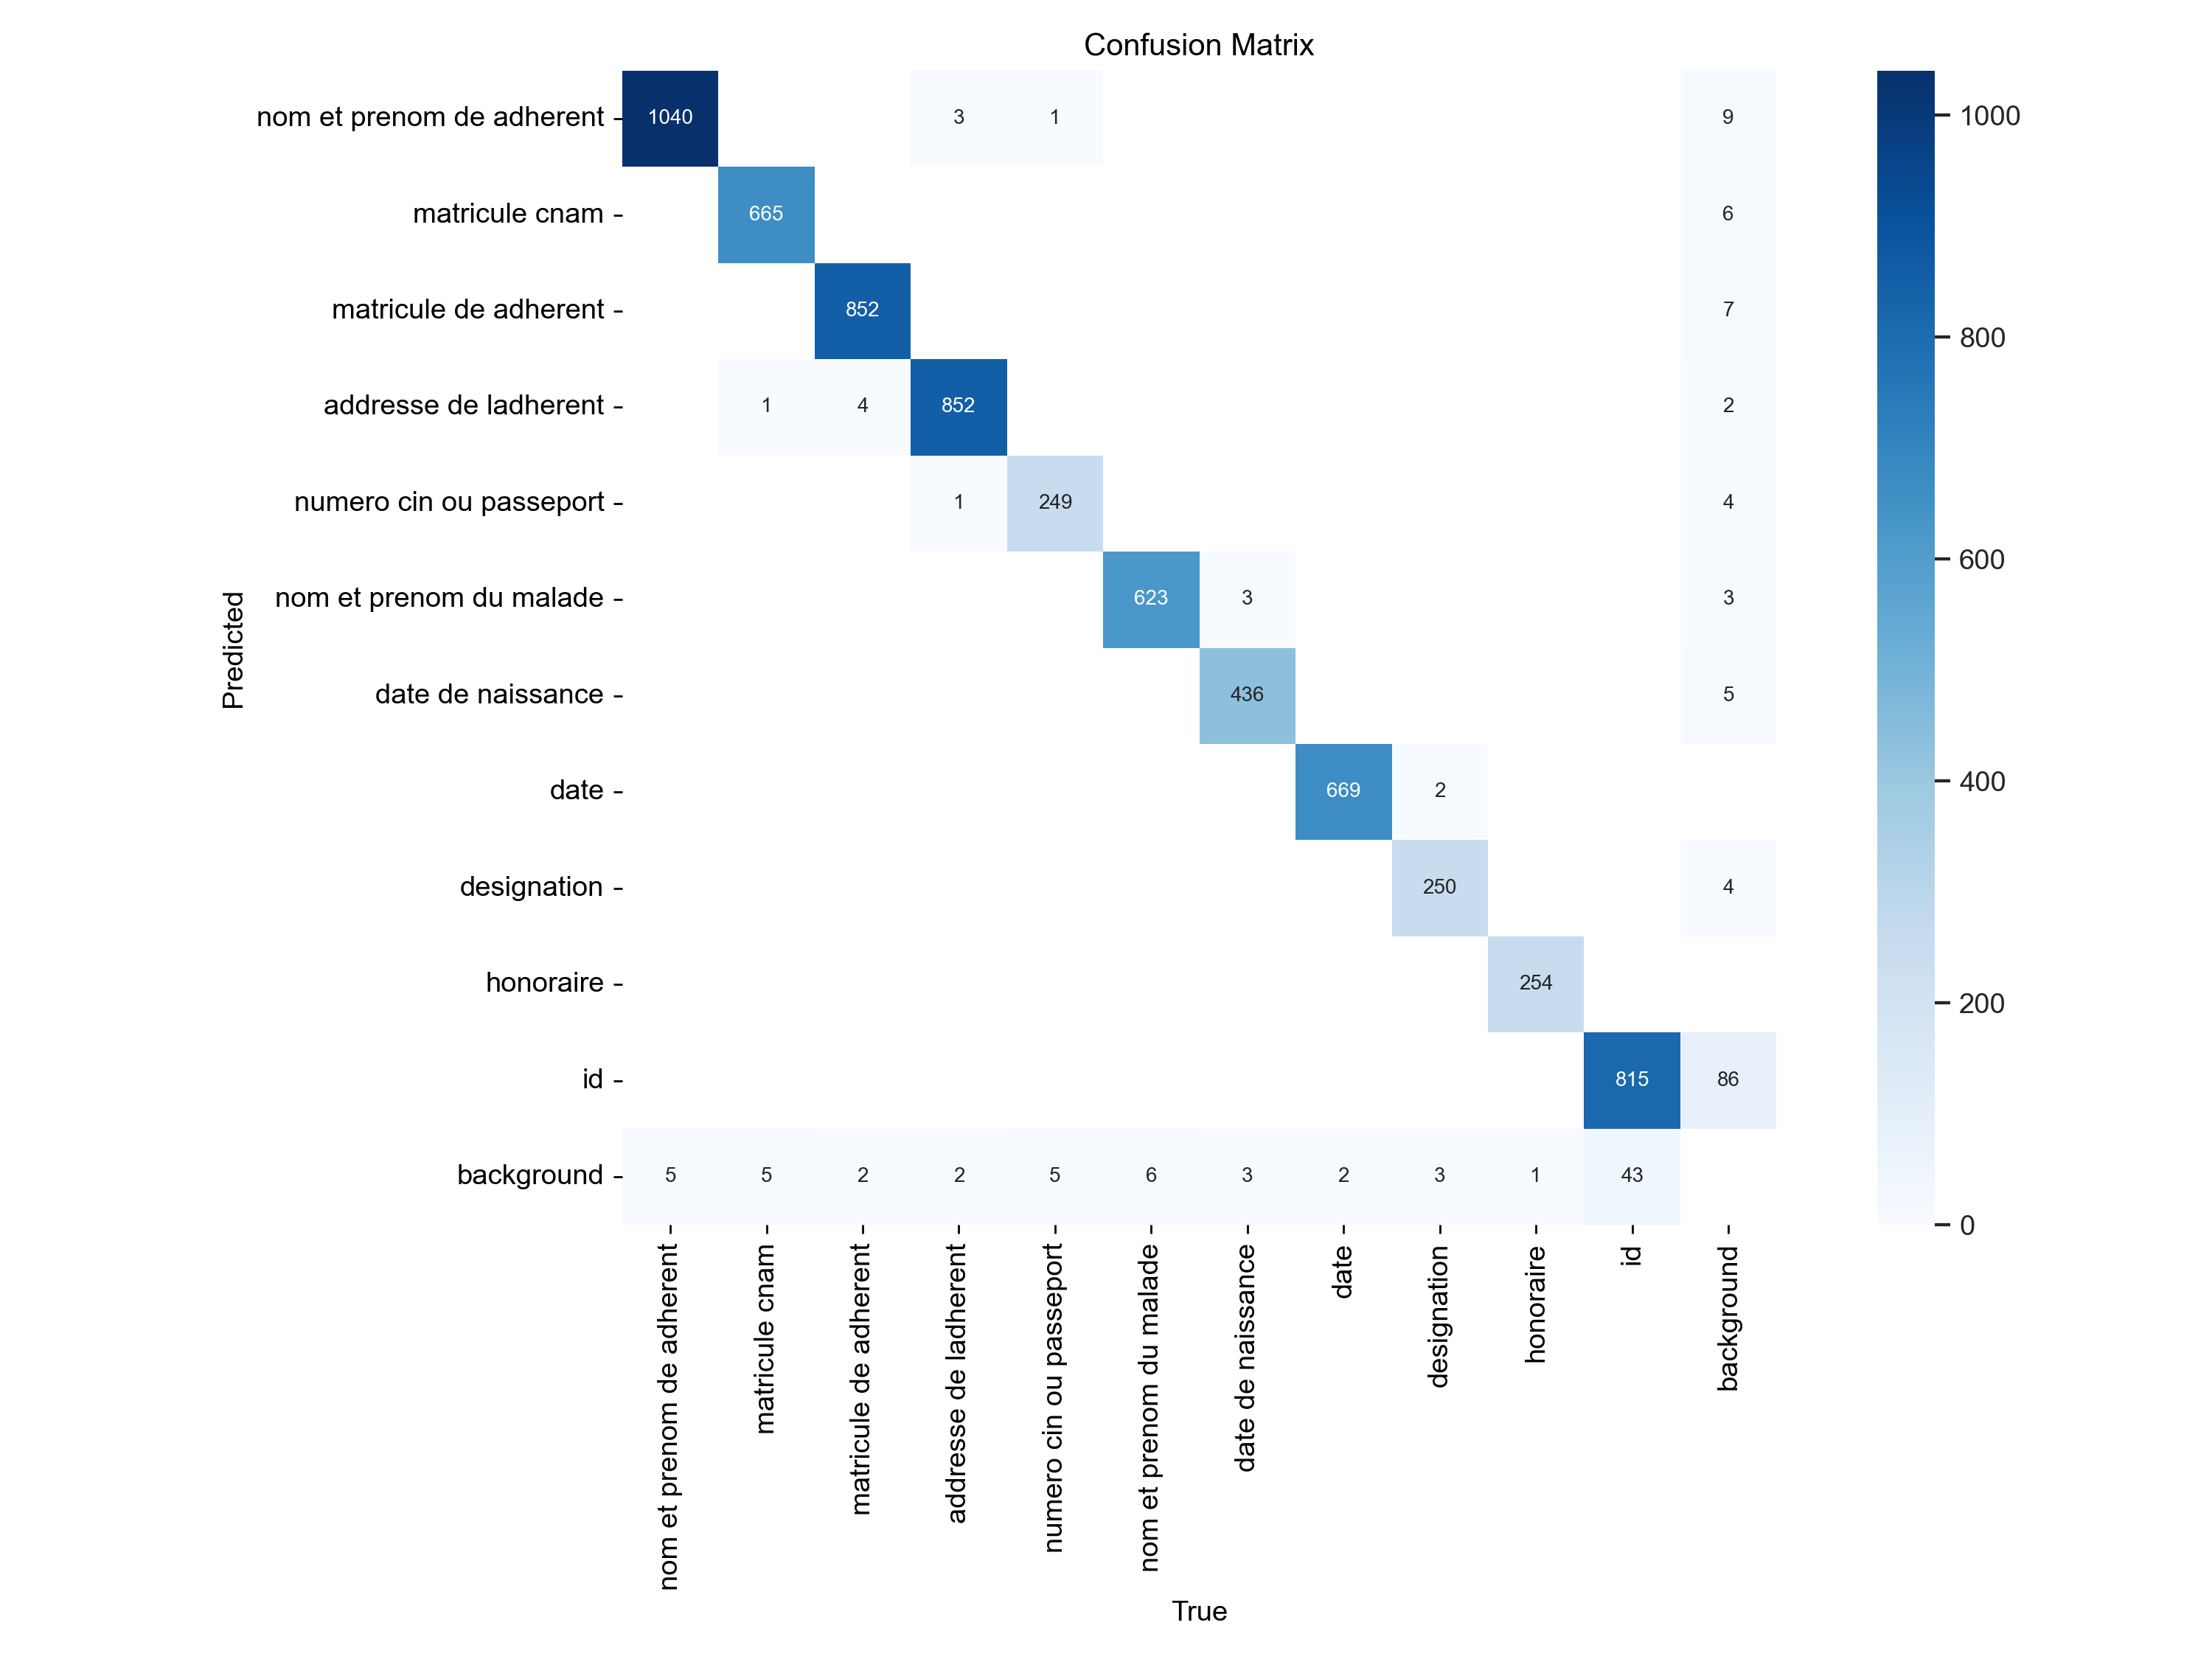 Confusion Matrix
nom et prenom de adherent 1040 3 1 9
matricule cnam 665 6
matricule de adherent 852 7
addresse de ladherent 1 4 852 2
numero cin ou passeport 1 249 4
nom et prenom du malade 623 3 3
date de naissance 436 5
date 669 2
designation 250 4
honoraire 254
id 815 86
background 5 5 2 2 5 6 3 2 3 1 43
Predicted
nom et prenom de adherent
matricule cnam
matricule de adherent
addresse de ladherent
numero cin ou passeport
nom et prenom du malade
date de naissance
date
designation
honoraire
id
background
True
1000
800
600
400
200
0